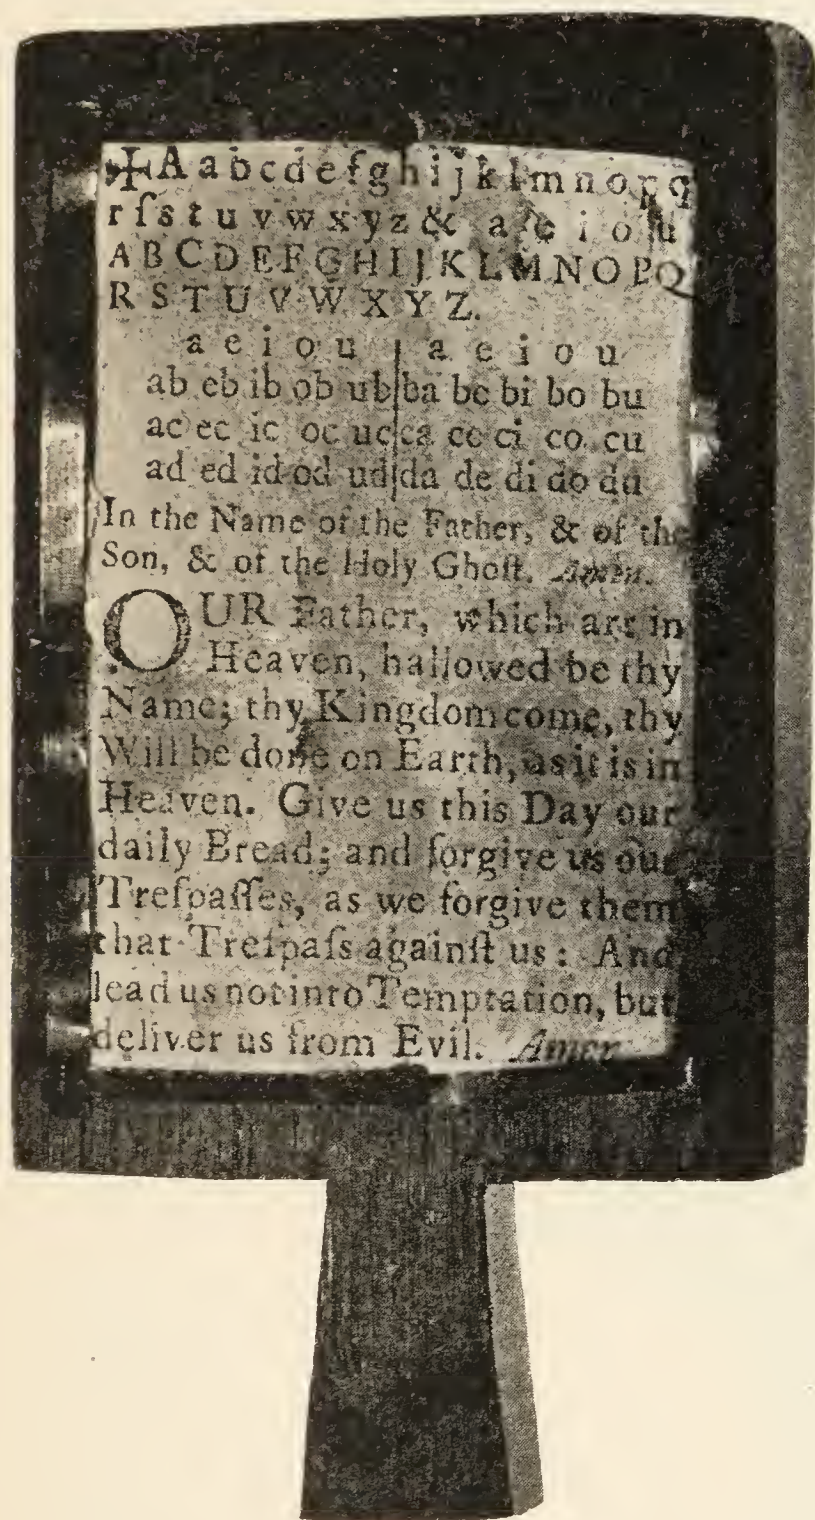 ✠ A a b c d e f g h i j k l m n o p q
r ſ s t u v w x y z & a e i o u
A B C D E F G H I J K L M N O P Q
R S T U V W X Y Z.
a e i o u | a e i o u
ab eb ib ob ub | ba be bi bo bu
ac ec ic oc uc | ca ce ci co cu
ad ed id od ud | da de di do du
In the Name of the Father, & of the
Son, & of the Holy Ghoſt. Amen.
OUR Father, which art in
Heaven, hallowed be thy
Name; thy Kingdom come, thy
Will be done on Earth, as it is in
Heaven. Give us this Day our
daily Bread; and forgive us our
Treſpaſſes, as we forgive them
that Treſpaſs againſt us: And
lead us not into Temptation, but
deliver us from Evil. Amen